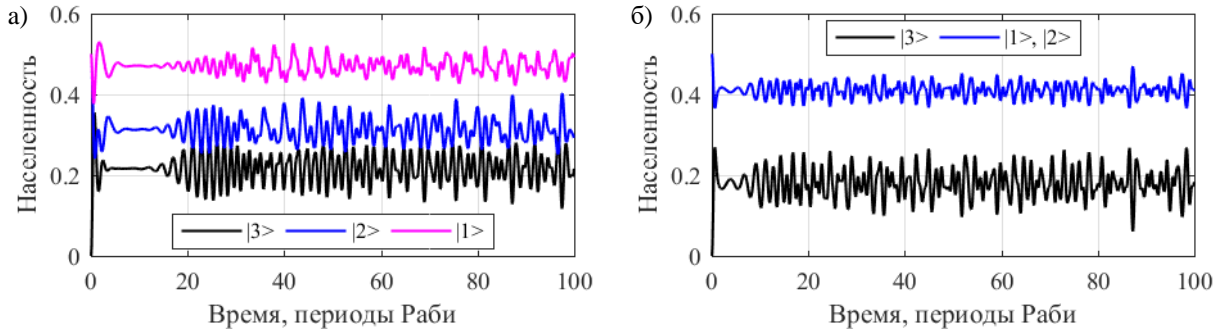 а)
0.6
0.4
0.2
0
Населенность
|3> |2> |1>
0 20 40 60 80 100
Время, периоды Раби
б)
0.6
0.4
0.2
0
Населенность
|3> |1>, |2>
0 20 40 60 80 100
Время, периоды Раби